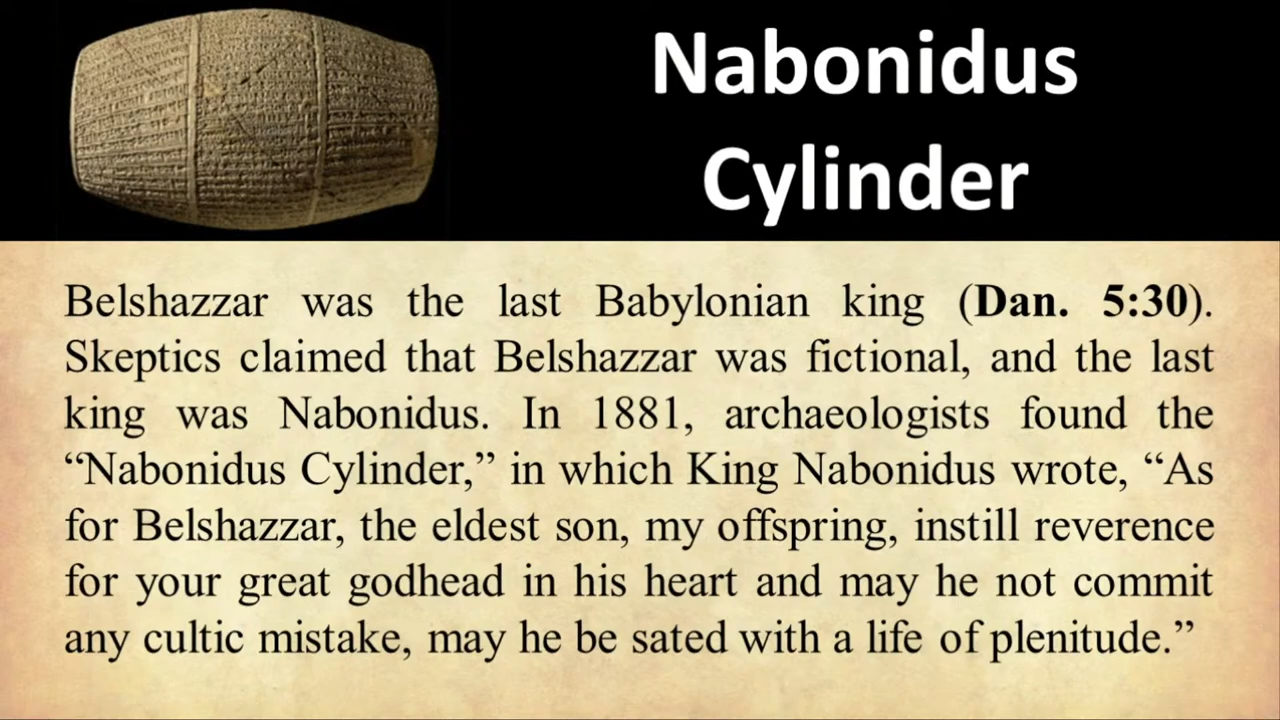 Nabonidus
Cylinder
Belshazzar was the last Babylonian king (Dan. 5:30).
Skeptics claimed that Belshazzar was fictional, and the last
king was Nabonidus. In 1881, archaeologists found the
“Nabonidus Cylinder,” in which King Nabonidus wrote, “As
for Belshazzar, the eldest son, my offspring, instill reverence
for your great godhead in his heart and may he not commit
any cultic mistake, may he be sated with a life of plenitude.”